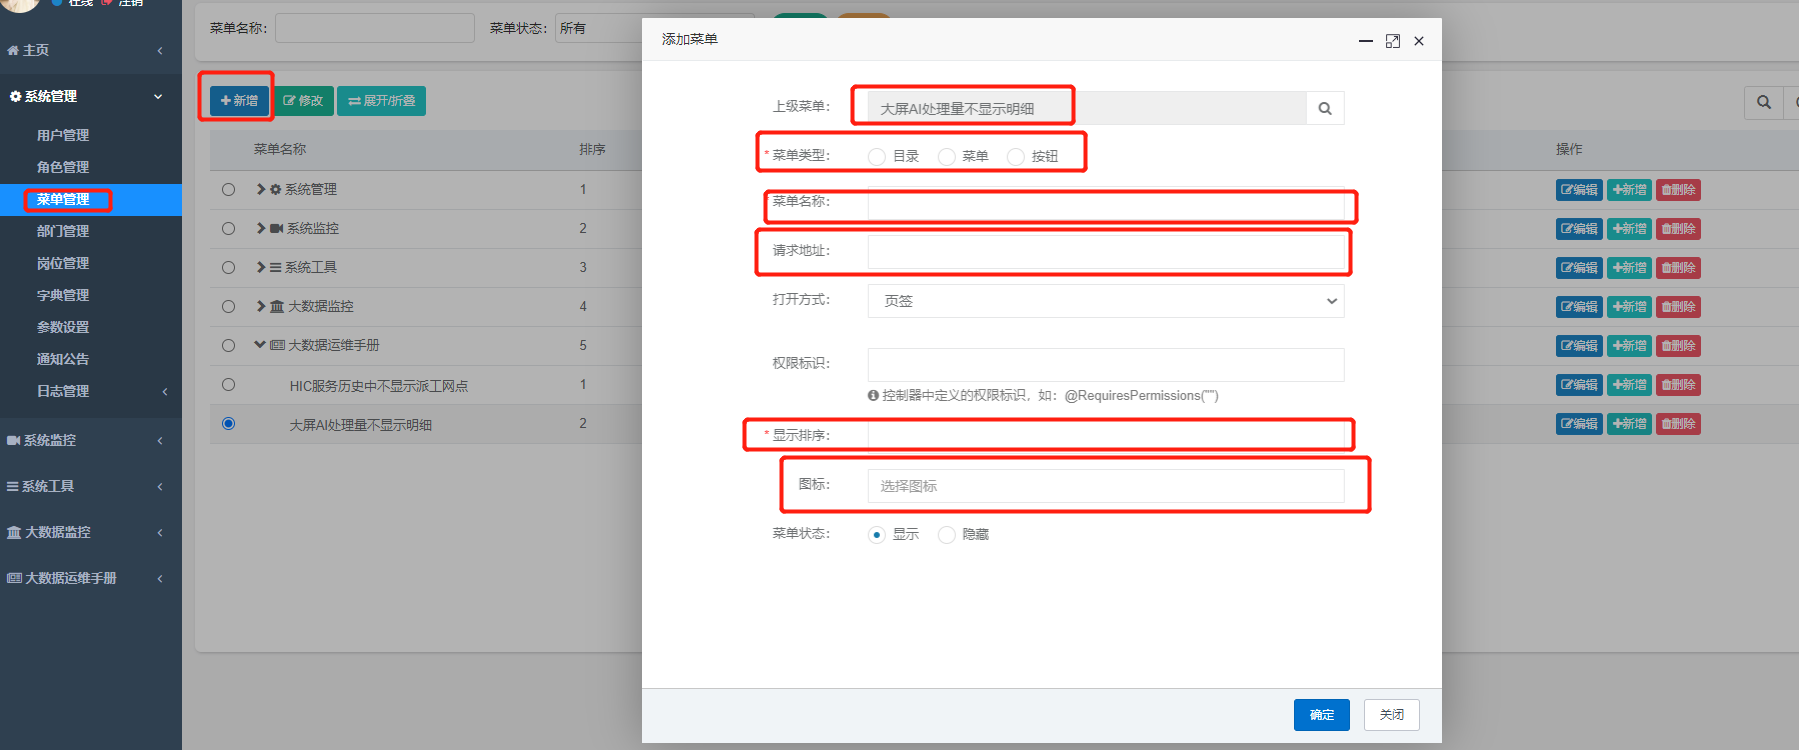 在线 注销
主页
系统管理
用户管理
角色管理
菜单管理
部门管理
岗位管理
字典管理
参数设置
通知公告
日志管理
系统监控
系统工具
大数据监控
大数据运维手册
菜单名称：
菜单状态： 所有
新增 修改 展开/折叠
菜单名称 排序 操作
系统管理 1 编辑 新增 删除
系统监控 2 编辑 新增 删除
系统工具 3 编辑 新增 删除
大数据监控 4 编辑 新增 删除
大数据运维手册 5 编辑 新增 删除
HIC服务历史中不显示派工网点 1 编辑 新增 删除
大屏AI处理量不显示明细 2 编辑 新增 删除
添加菜单
上级菜单： 大屏AI处理量不显示明细
* 菜单类型： 目录 菜单 按钮
菜单名称：
请求地址：
打开方式： 页签
权限标识：
控制器中定义的权限标识，如：@RequiresPermissions("")
* 显示排序：
图标： 选择图标
菜单状态： 显示 隐藏
确定 关闭